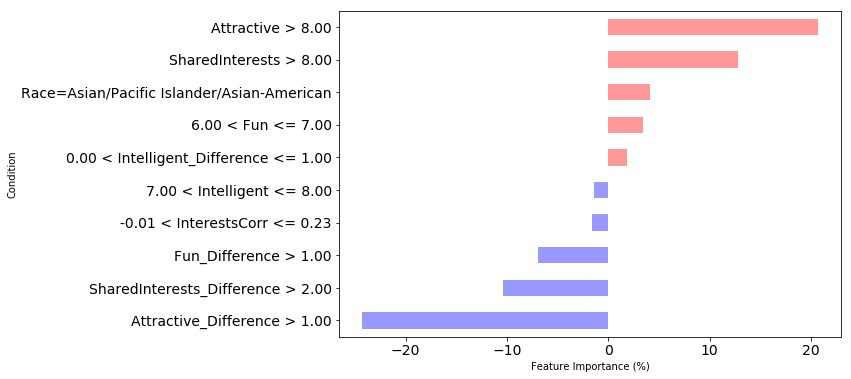 Attractive > 8.00
SharedInterests > 8.00
Race=Asian/Pacific Islander/Asian-American
6.00 < Fun <= 7.00
0.00 < Intelligent_Difference <= 1.00
7.00 < Intelligent <= 8.00
-0.01 < InterestsCorr <= 0.23
Fun_Difference > 1.00
SharedInterests_Difference > 2.00
Attractive_Difference > 1.00
Condition
−20 −10 0 10 20
Feature Importance (%)